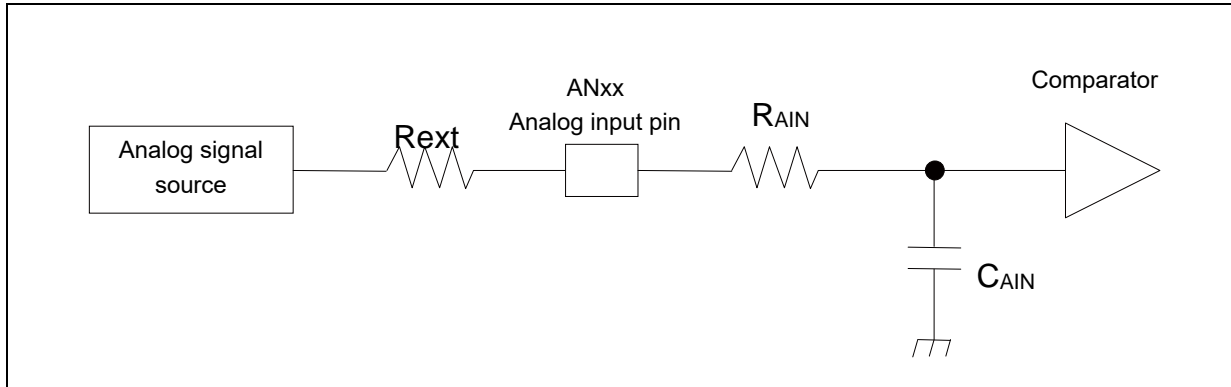 Comparator
ANxx
Analog input pin
Rext
RAIN
Analog signal
source
CAIN